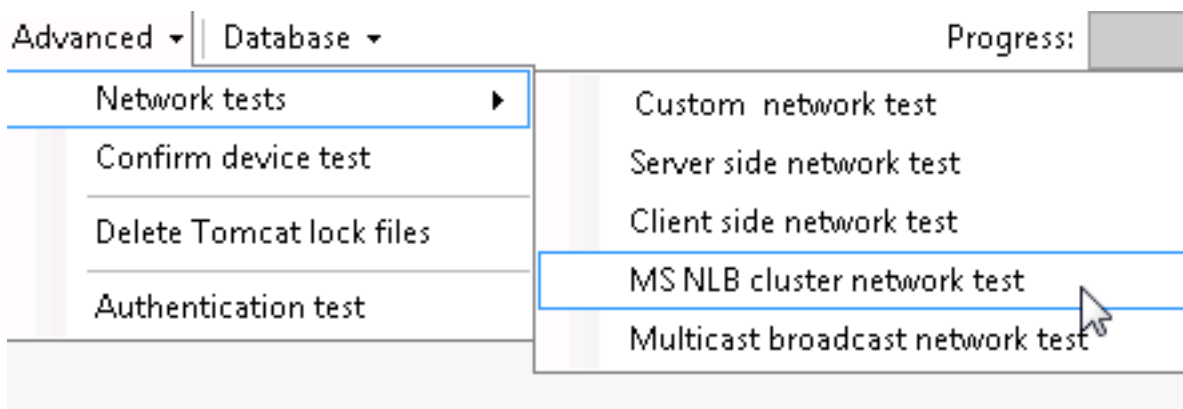 Advanced Database Progress:
Network tests
Confirm device test
Delete Tomcat lock files
Authentication test
Custom network test
Server side network test
Client side network test
MS NLB cluster network test
Multicast broadcast network test